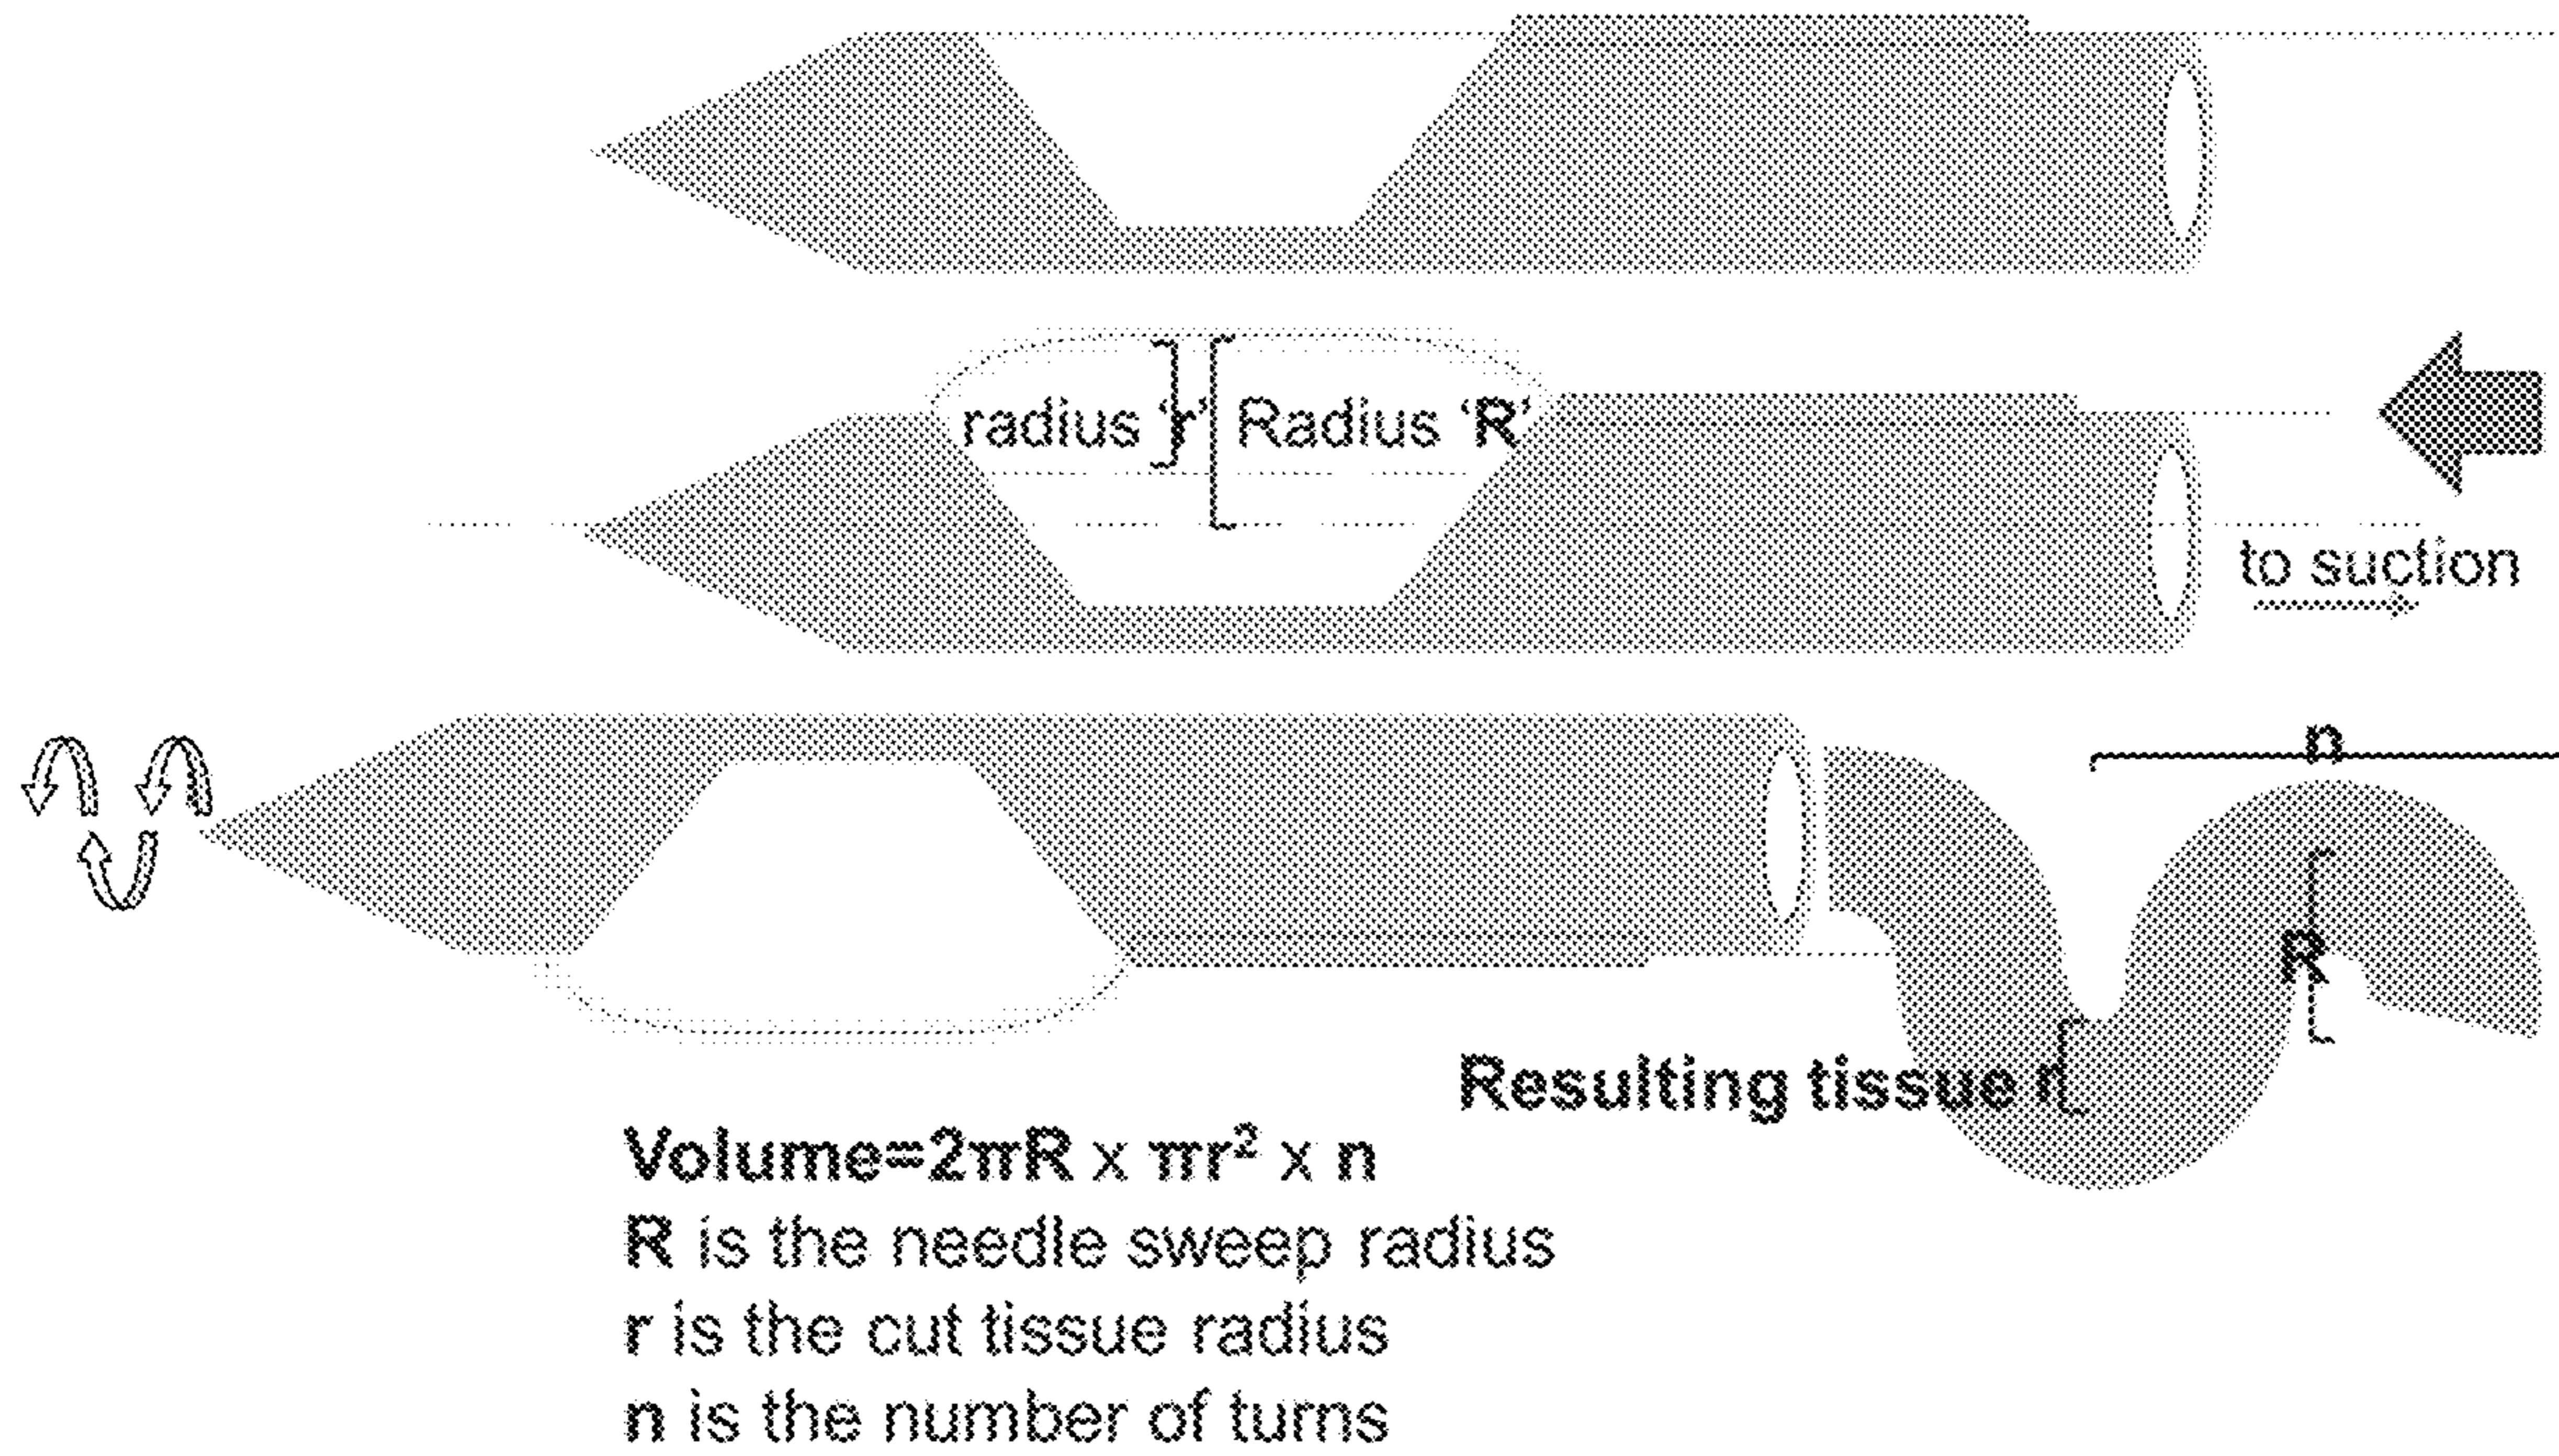 radius ‘r’
Radius ‘R’
to suction
n
R
Resulting tissue r
Volume=2πR x πr² x n
R is the needle sweep radius
r is the cut tissue radius
n is the number of turns